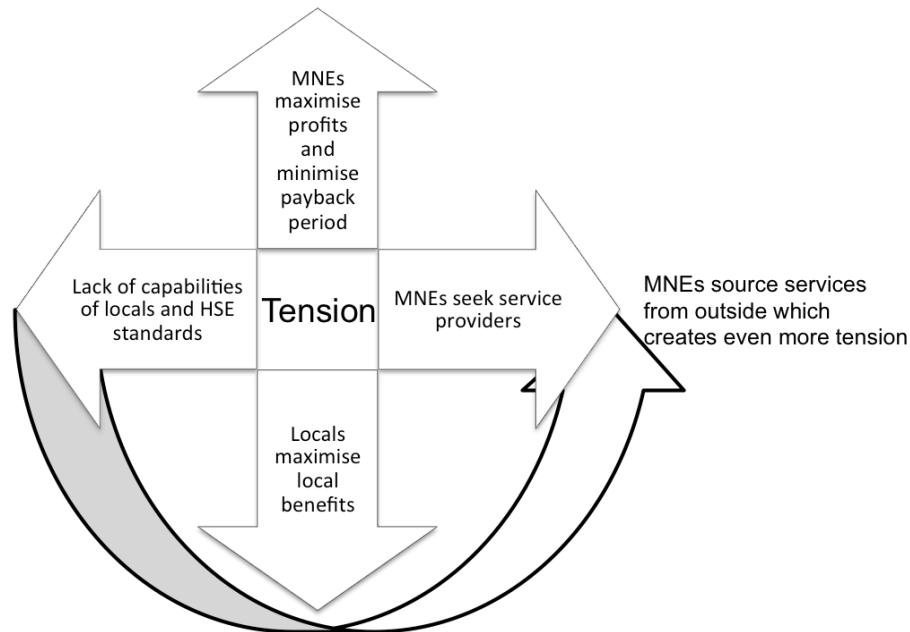 MNEs
maximise
profits
and
minimise
payback
period
Lack of capabilities
of locals and HSE
standards
Tension
MNEs seek service
providers
MNEs source services
from outside which
creates even more tension
Locals
maximise
local
benefits